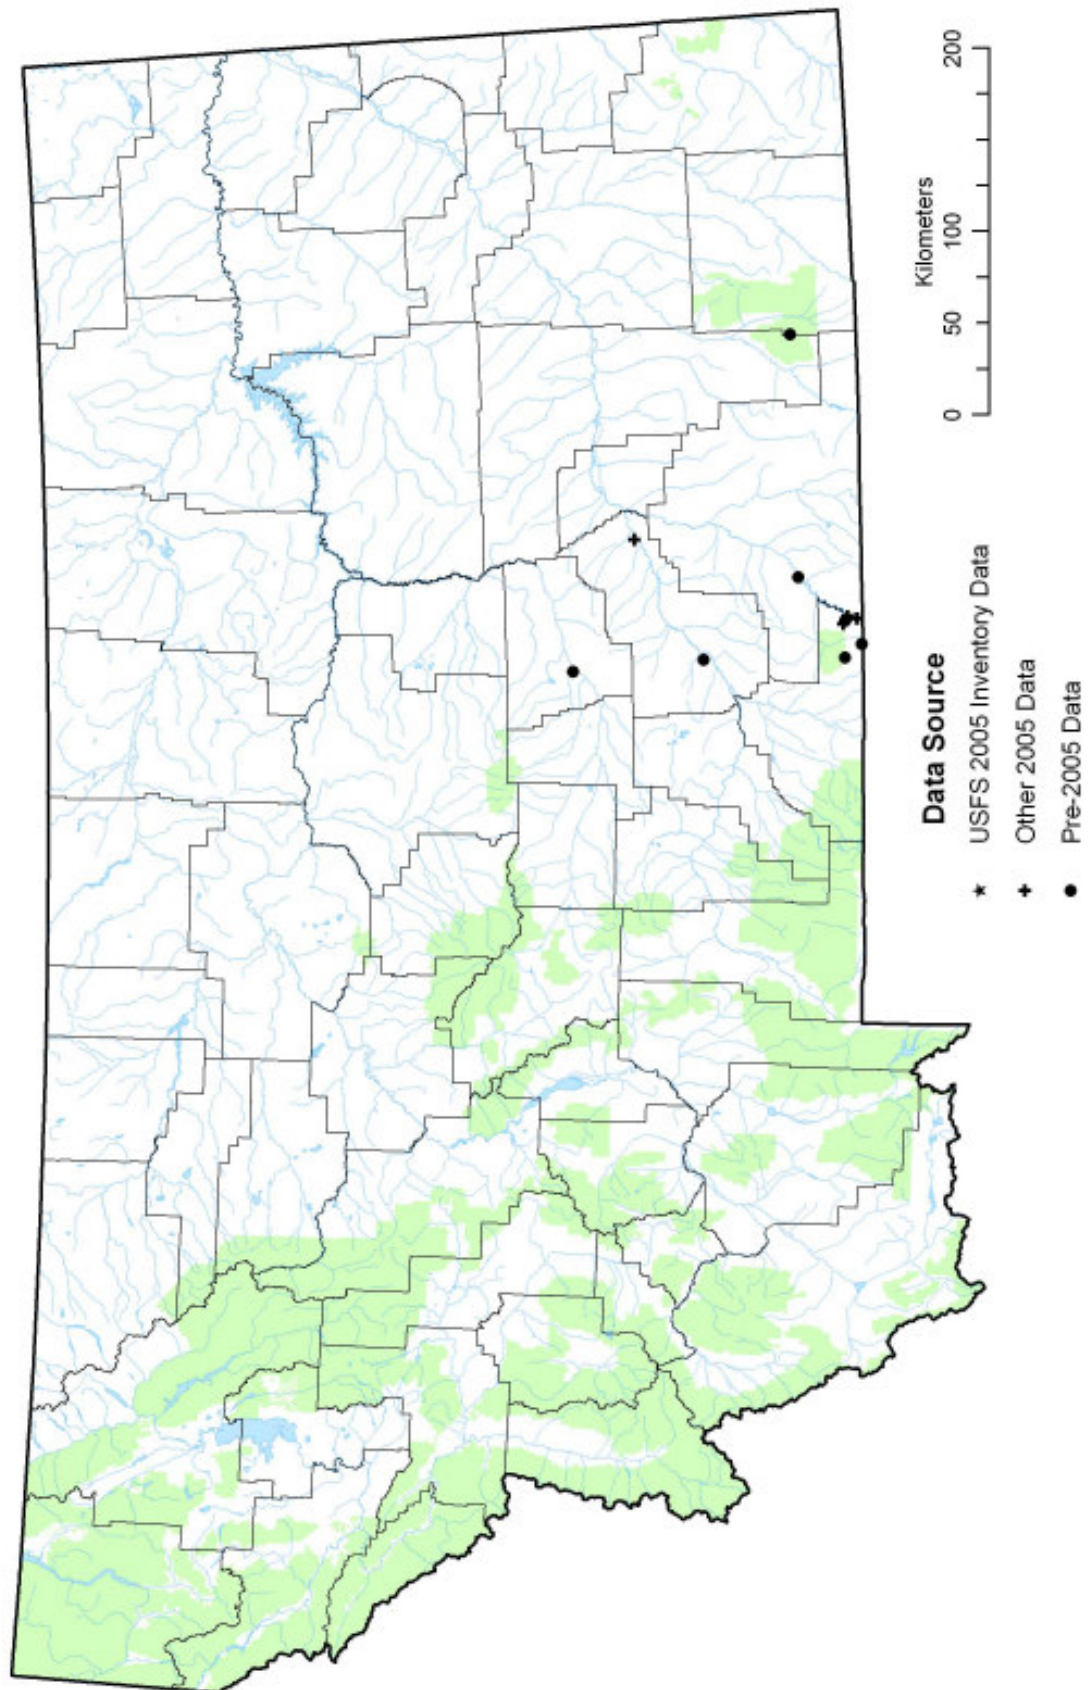 Data Source
USFS 2005 Inventory Data
Other 2005 Data
Pre-2005 Data
Kilometers
0 50 100 200